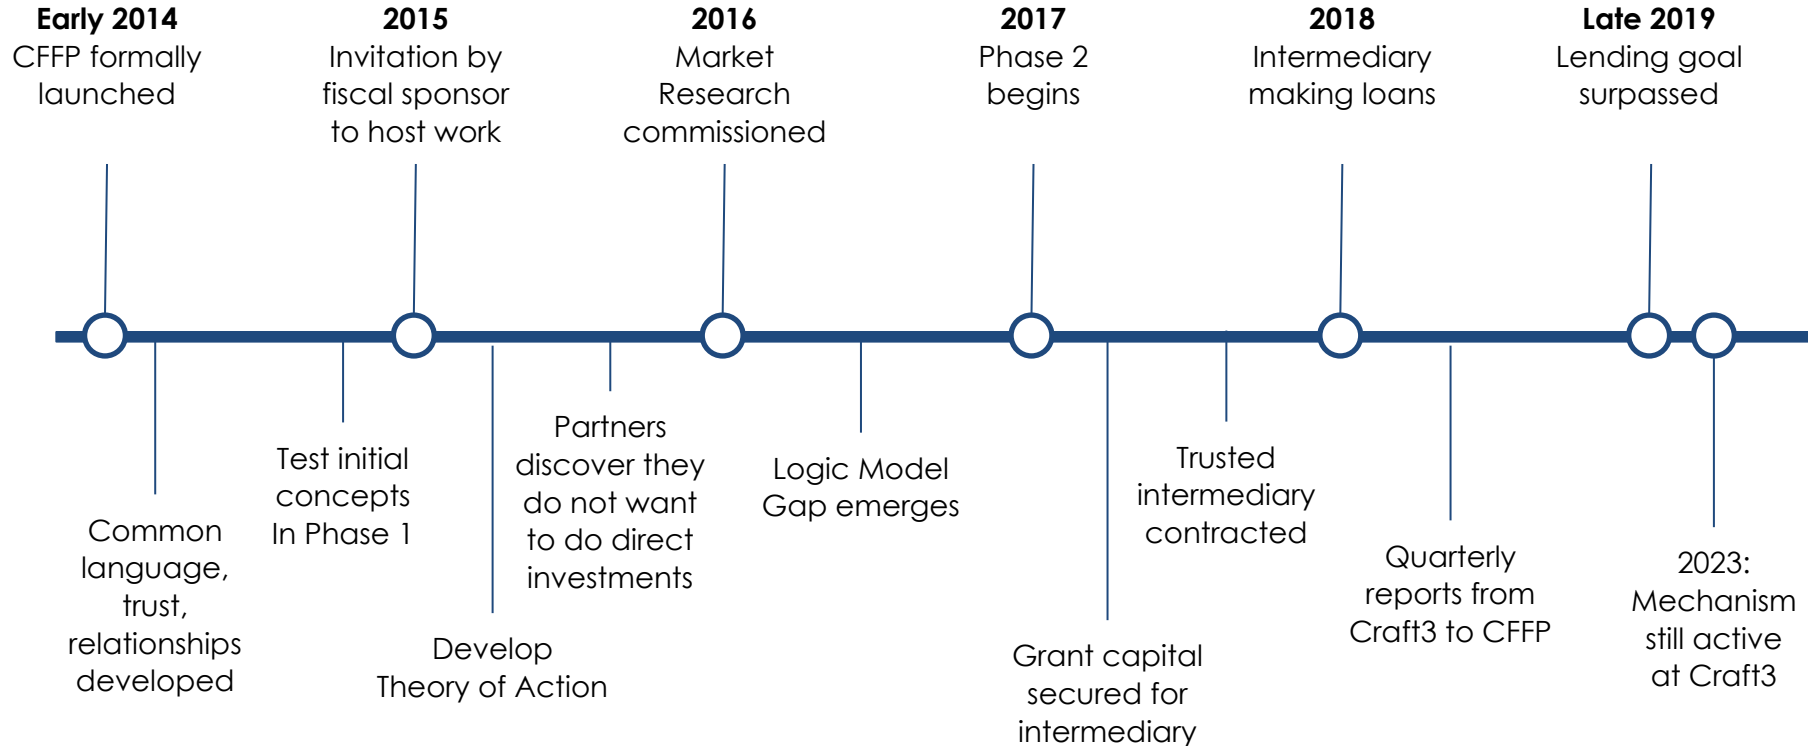 Early 2014
CFFP formally
launched
2015
Invitation by
fiscal sponsor
to host work
2016
Market
Research
commissioned
2017
Phase 2
begins
2018
Intermediary
making loans
Late 2019
Lending goal
surpassed
Common
language,
trust,
relationships
developed
Test initial
concepts
In Phase 1
Develop
Theory of Action
Partners
discover they
do not want
to do direct
investments
Logic Model
Gap emerges
Grant capital
secured for
intermediary
Trusted
intermediary
contracted
Quarterly
reports from
Craft3 to CFFP
2023:
Mechanism
still active
at Craft3